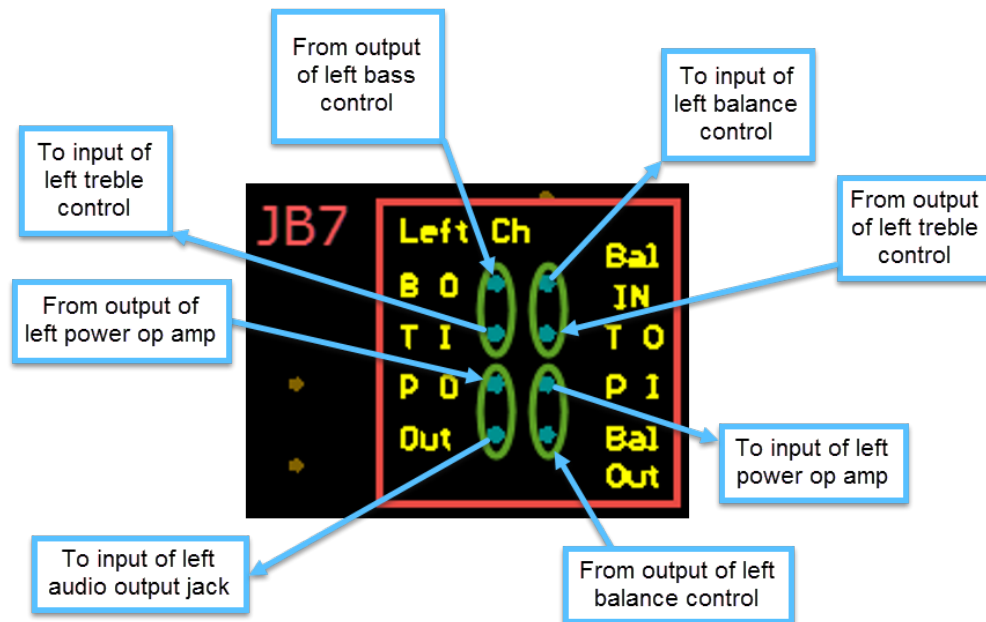 From output
of left bass
control
To input of
left balance
control
To input of
left treble
control
From output
of left treble
control
From output of
left power op amp
JB7
Left Ch
B O
T I
P O
Out
Bal
IN
T O
P I
Bal
Out
To input of left
power op amp
To input of left
audio output jack
From output of left
balance control